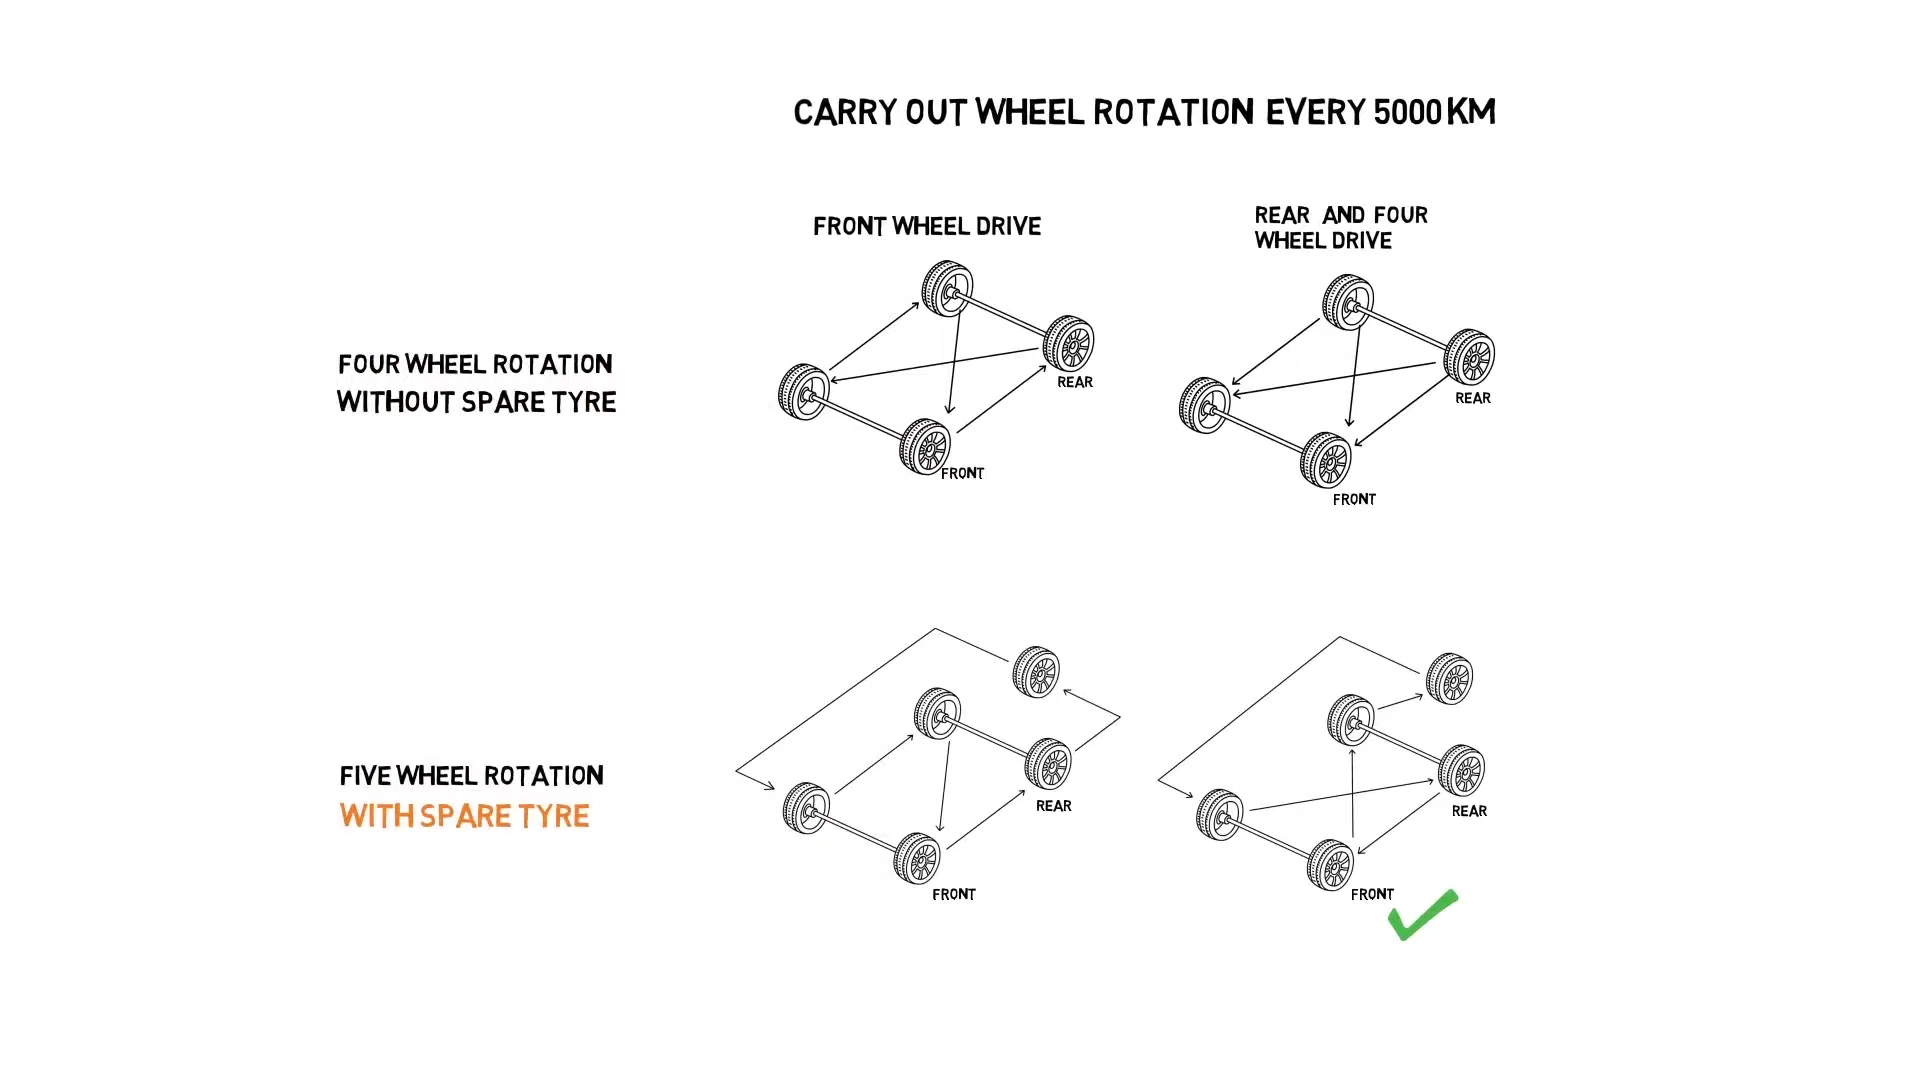 CARRY OUT WHEEL ROTATION EVERY 5000 KM
FRONT WHEEL DRIVE
REAR AND FOUR
WHEEL DRIVE
FOUR WHEEL ROTATION
WITHOUT SPARE TYRE
REAR
FRONT
REAR
FRONT
FIVE WHEEL ROTATION
WITH SPARE TYRE
REAR
FRONT
REAR
FRONT